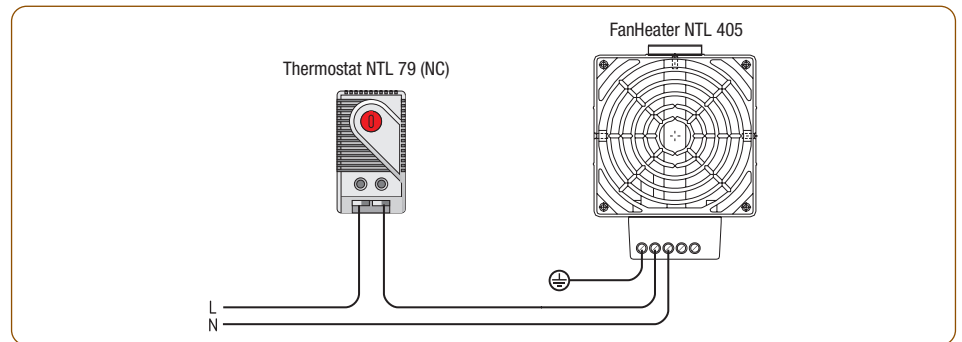 FanHeater NTL 405
Thermostat NTL 79 (NC)
L
N